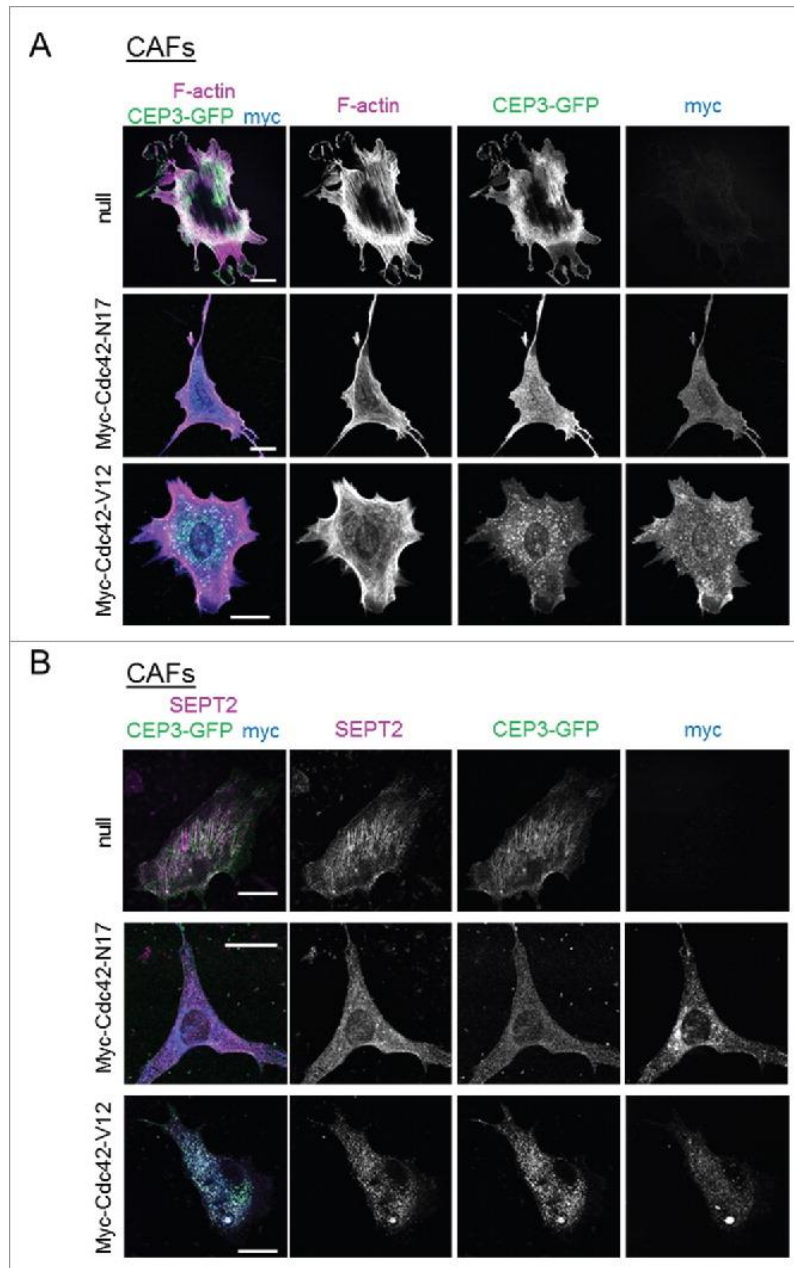 A
CAFs
F-actin
CEP3-GFP myc
F-actin
CEP3-GFP
myc
null
Myc-Cdc42-N17
Myc-Cdc42-V12
B
CAFs
SEPT2
CEP3-GFP myc
SEPT2
CEP3-GFP
myc
null
Myc-Cdc42-N17
Myc-Cdc42-V12